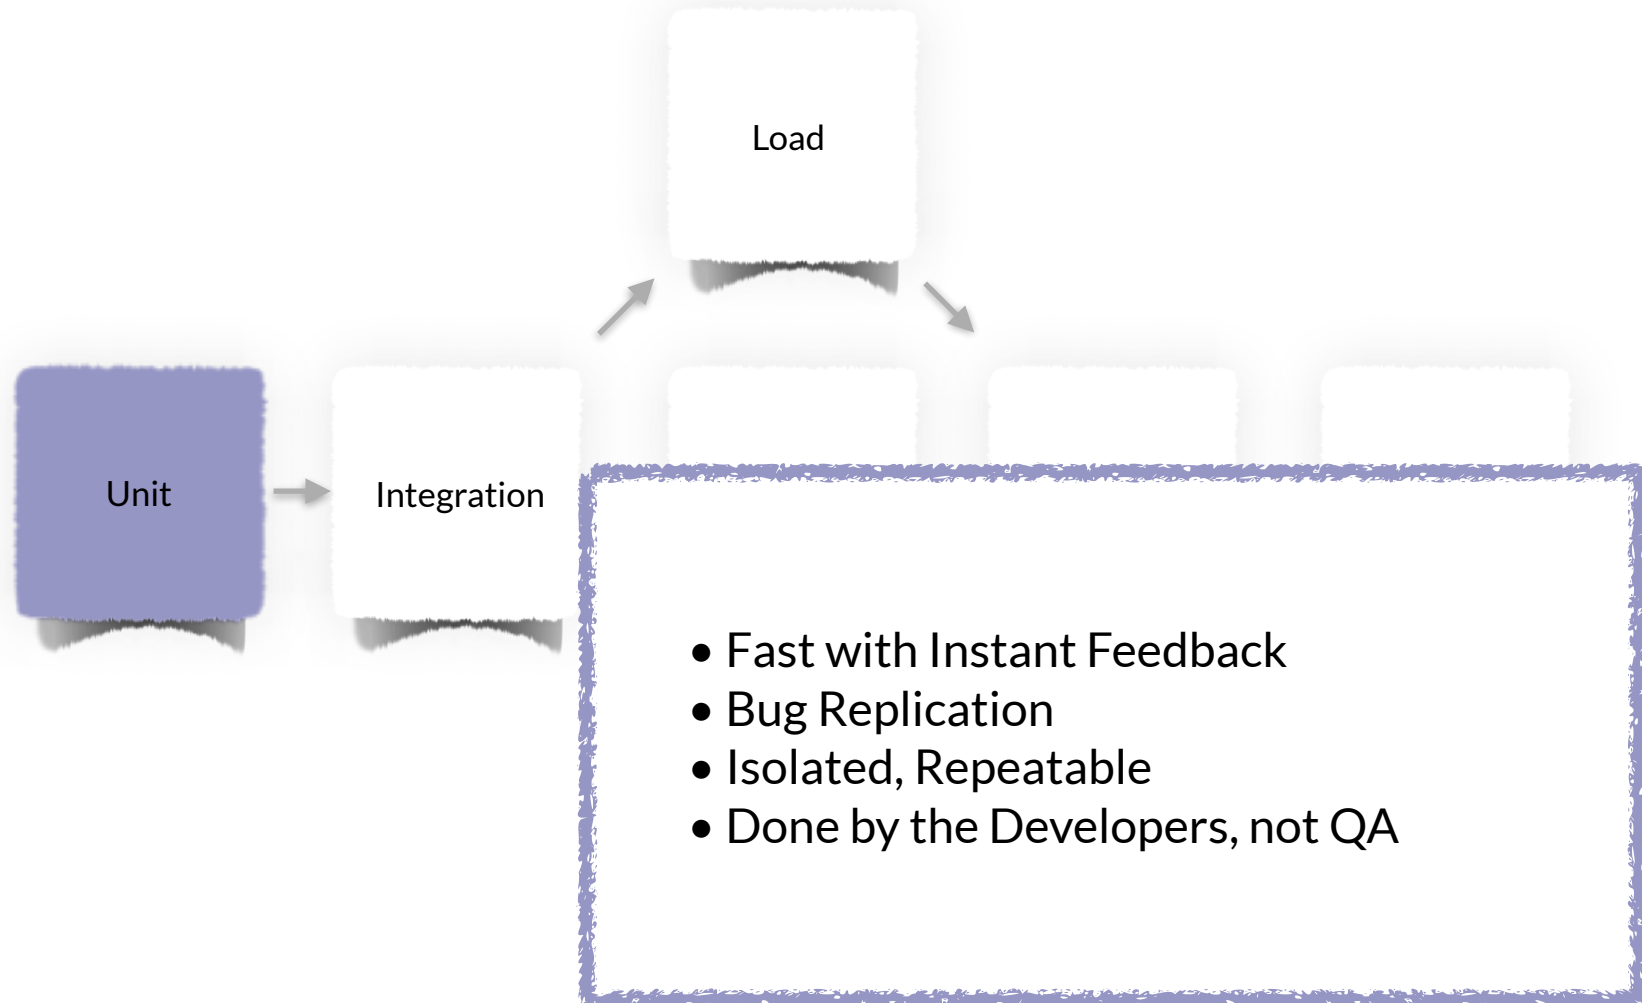 Load
Unit
Integration
• Fast with Instant Feedback
• Bug Replication
• Isolated, Repeatable
• Done by the Developers, not QA